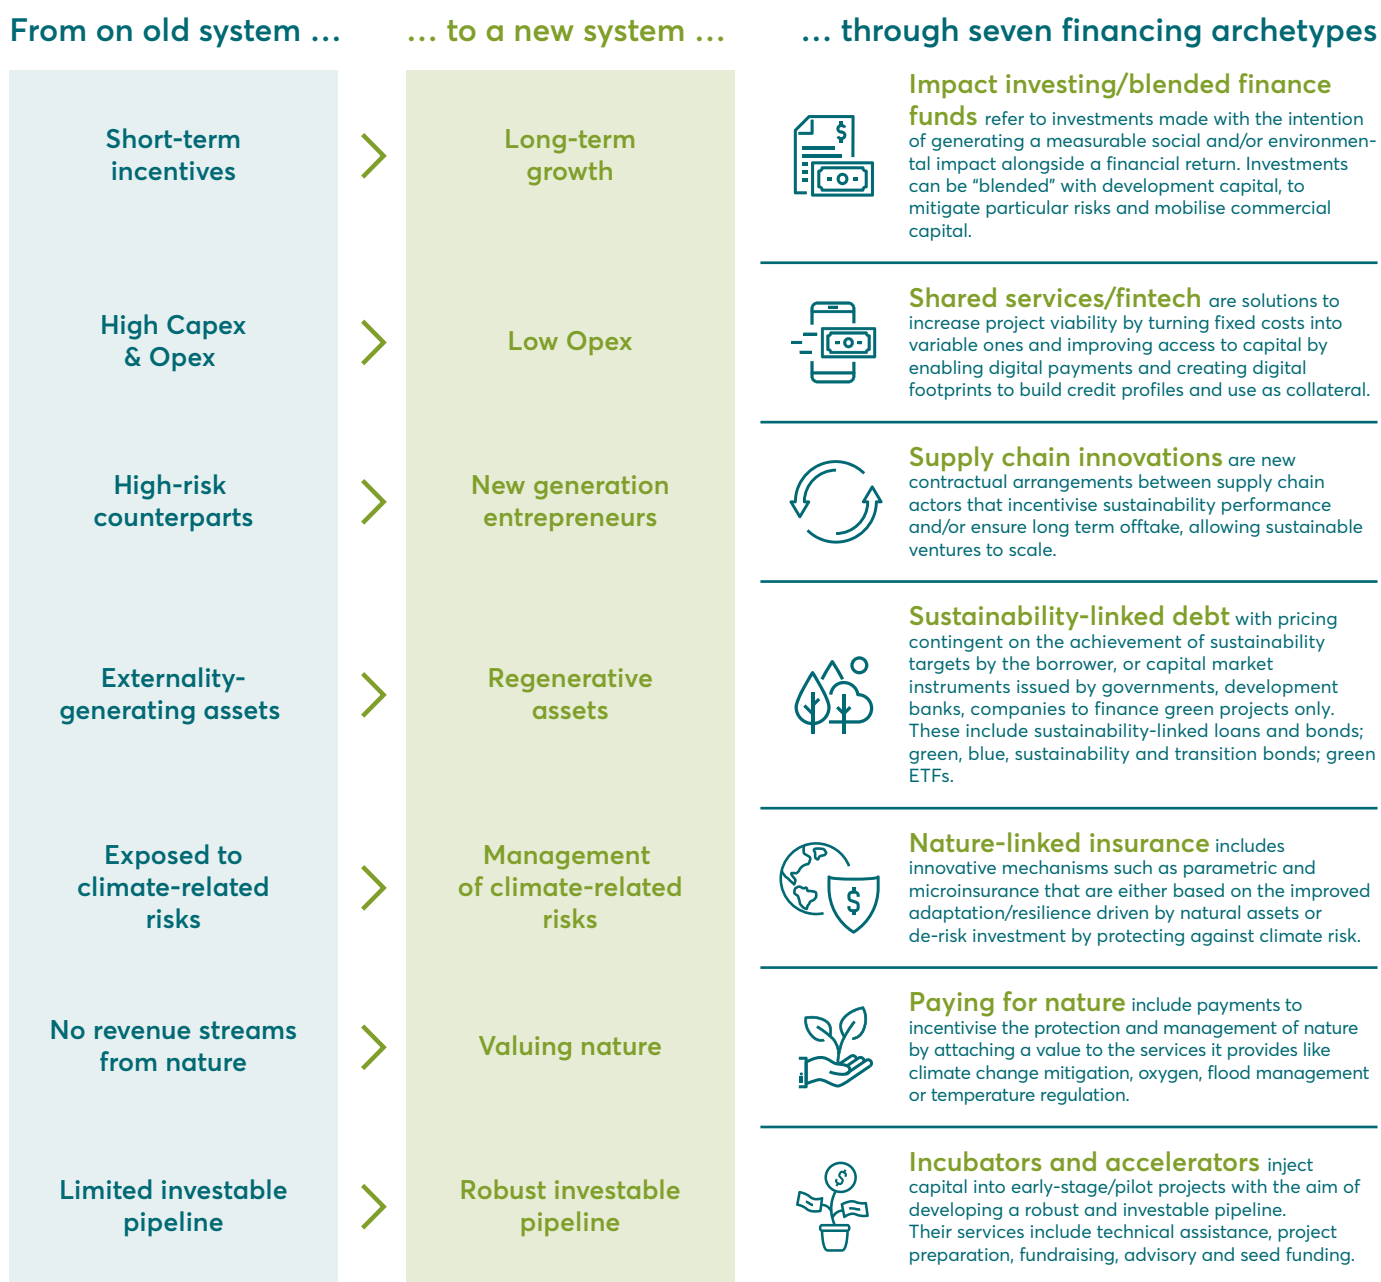 From on old system ...
... to a new system ...
... through seven financing archetypes
Short-term
incentives
Long-term
growth
Impact investing/blended finance
funds refer to investments made with the intention
of generating a measurable social and/or environmen-
tal impact alongside a financial return. Investments
can be “blended” with development capital, to
mitigate particular risks and mobilise commercial
capital.
$
High Capex
& Opex
Low Opex
Shared services/fintech are solutions to
increase project viability by turning fixed costs into
variable ones and improving access to capital by
enabling digital payments and creating digital
footprints to build credit profiles and use as collateral.
High-risk
counterparts
New generation
entrepreneurs
Supply chain innovations are new
contractual arrangements between supply chain
actors that incentivise sustainability performance
and/or ensure long term offtake, allowing sustainable
ventures to scale.
Externality-
generating assets
Regenerative
assets
Sustainability-linked debt with pricing
contingent on the achievement of sustainability
targets by the borrower, or capital market
instruments issued by governments, development
banks, companies to finance green projects only.
These include sustainability-linked loans and bonds;
green, blue, sustainability and transition bonds; green
ETFs.
Exposed to
climate-related
risks
Management
of climate-related
risks
Nature-linked insurance includes
innovative mechanisms such as parametric and
microinsurance that are either based on the improved
adaptation/resilience driven by natural assets or
de-risk investment by protecting against climate risk.
$
No revenue streams
from nature
Valuing nature
Paying for nature include payments to
incentivise the protection and management of nature
by attaching a value to the services it provides like
climate change mitigation, oxygen, flood management
or temperature regulation.
Limited investable
pipeline
Robust investable
pipeline
Incubators and accelerators inject
capital into early-stage/pilot projects with the aim of
developing a robust and investable pipeline.
Their services include technical assistance, project
preparation, fundraising, advisory and seed funding.
$